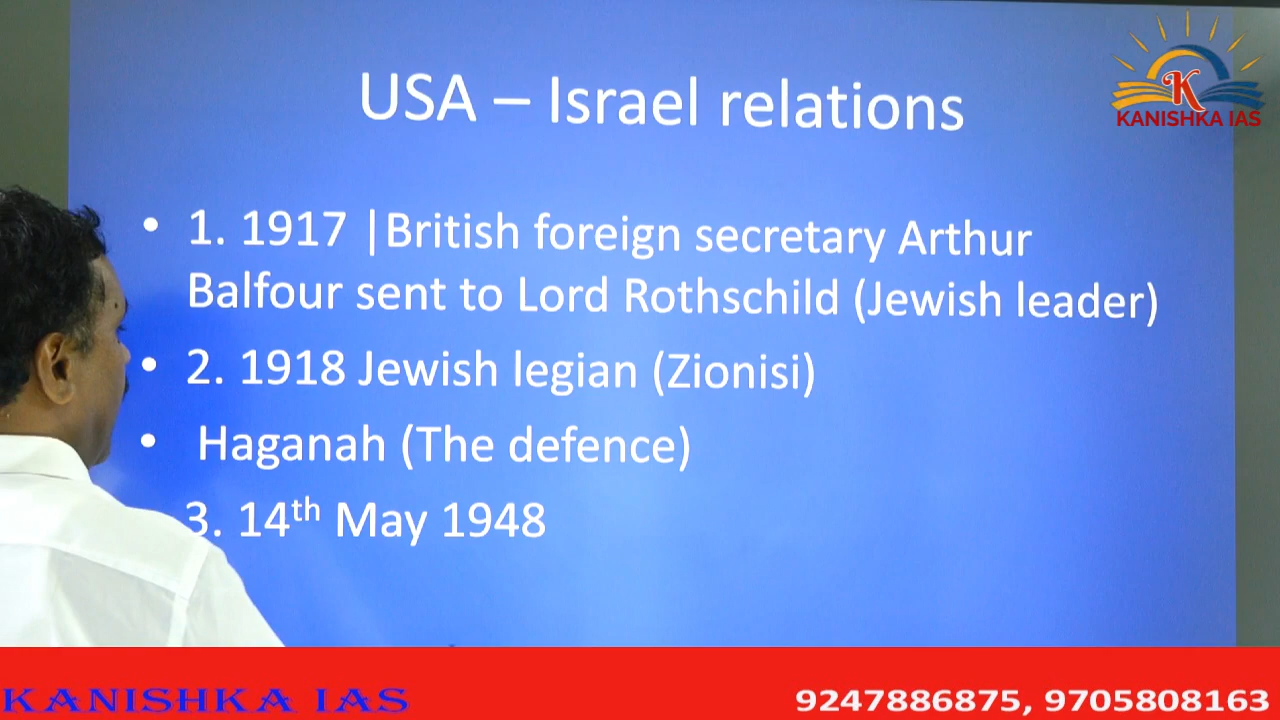 USA – Israel relations
K
KANISHKA IAS
• 1. 1917 |British foreign secretary Arthur
Balfour sent to Lord Rothschild (Jewish leader)
• 2. 1918 Jewish legian (Zionisi)
• Haganah (The defence)
3. 14th May 1948
KANISHKA IAS
9247886875, 9705808163